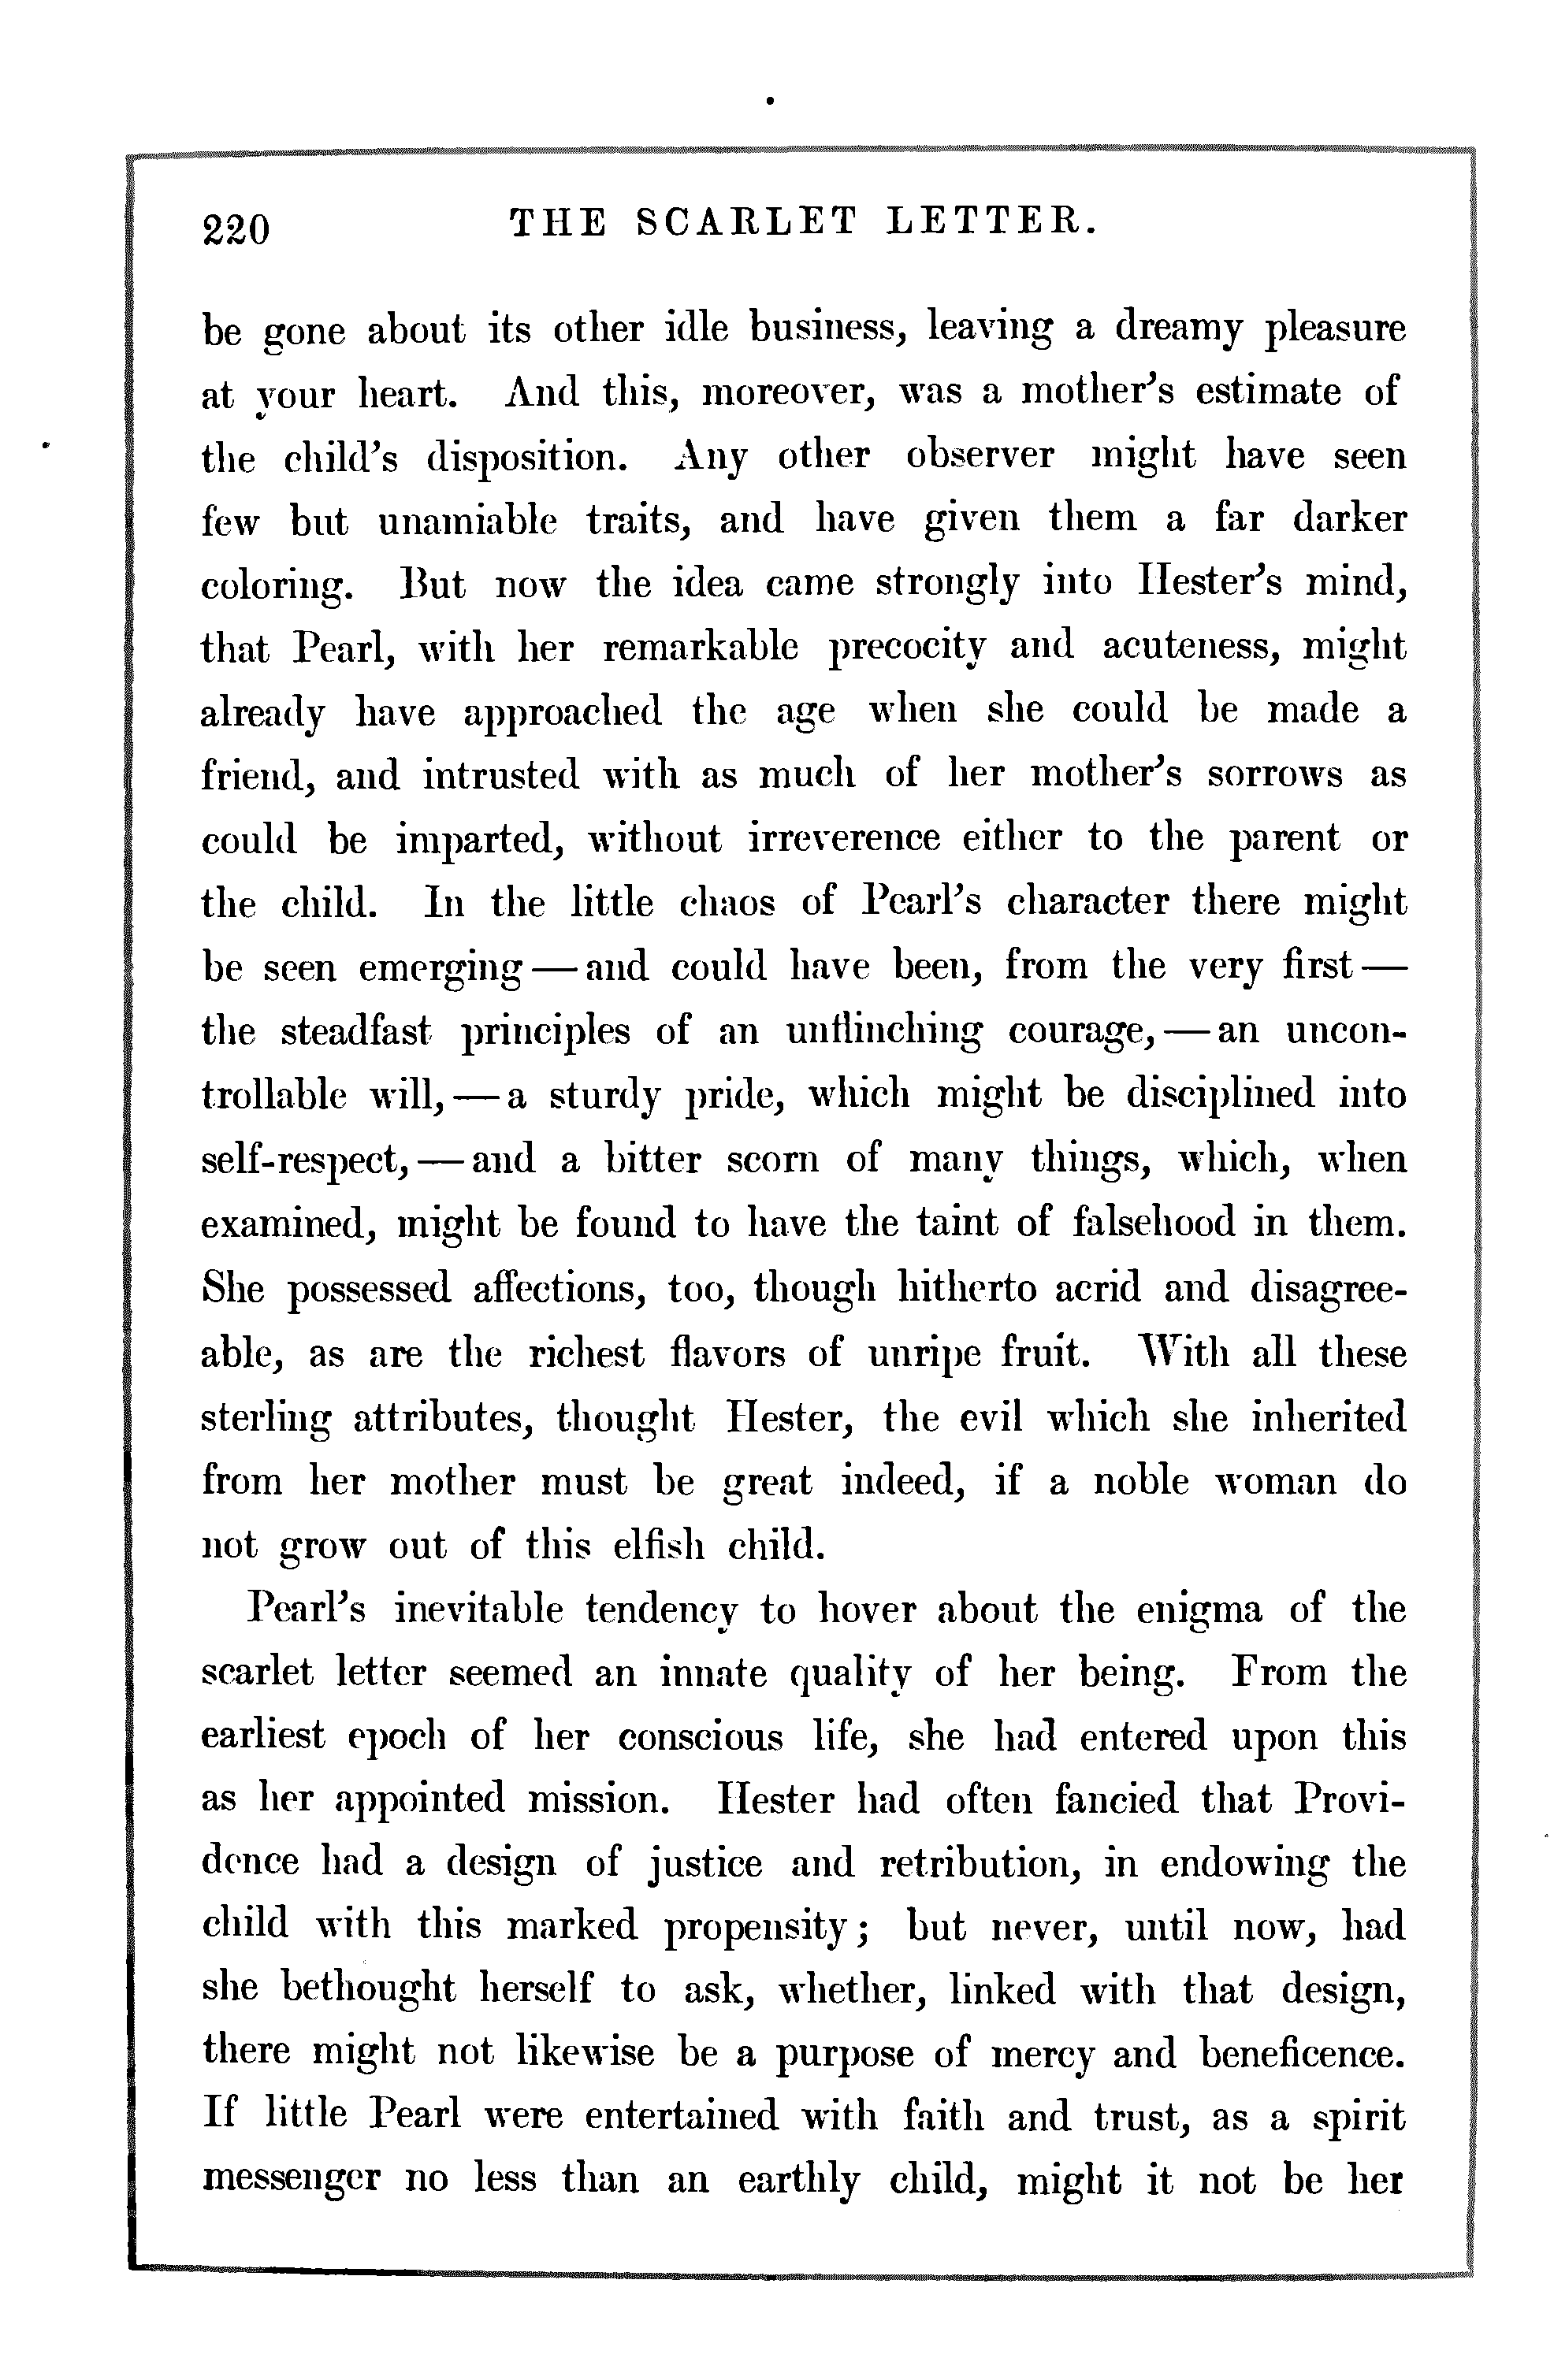 220 THE SCARLET LETTER.
be gone about its other idle business, leaving a dreamy pleasure
at your heart. And this, moreover, was a mother's estimate of
the child's disposition. Any other observer might have seen
few but unamiable traits, and have given them a far darker
coloring. But now the idea came strongly into Hester's mind,
that Pearl, with her remarkable precocity and acuteness, might
already have approached the age when she could be made a
friend, and intrusted with as much of her mother's sorrows as
could be imparted, without irreverence either to the parent or
the child. In the little chaos of Pearl's character there might
be seen emerging — and could have been, from the very first —
the steadfast principles of an unflinching courage, — an uncon-
trollable will, — a sturdy pride, which might be disciplined into
self-respect, — and a bitter scorn of many things, which, when
examined, might be found to have the taint of falsehood in them.
She possessed affections, too, though hitherto acrid and disagree-
able, as are the richest flavors of unripe fruit. With all these
sterling attributes, thought Hester, the evil which she inherited
from her mother must be great indeed, if a noble woman do
not grow out of this elfish child.
Pearl's inevitable tendency to hover about the enigma of the
scarlet letter seemed an innate quality of her being. From the
earliest epoch of her conscious life, she had entered upon this
as her appointed mission. Hester had often fancied that Provi-
dence had a design of justice and retribution, in endowing the
child with this marked propensity; but never, until now, had
she bethought herself to ask, whether, linked with that design,
there might not likewise be a purpose of mercy and beneficence.
If little Pearl were entertained with faith and trust, as a spirit
messenger no less than an earthly child, might it not be her